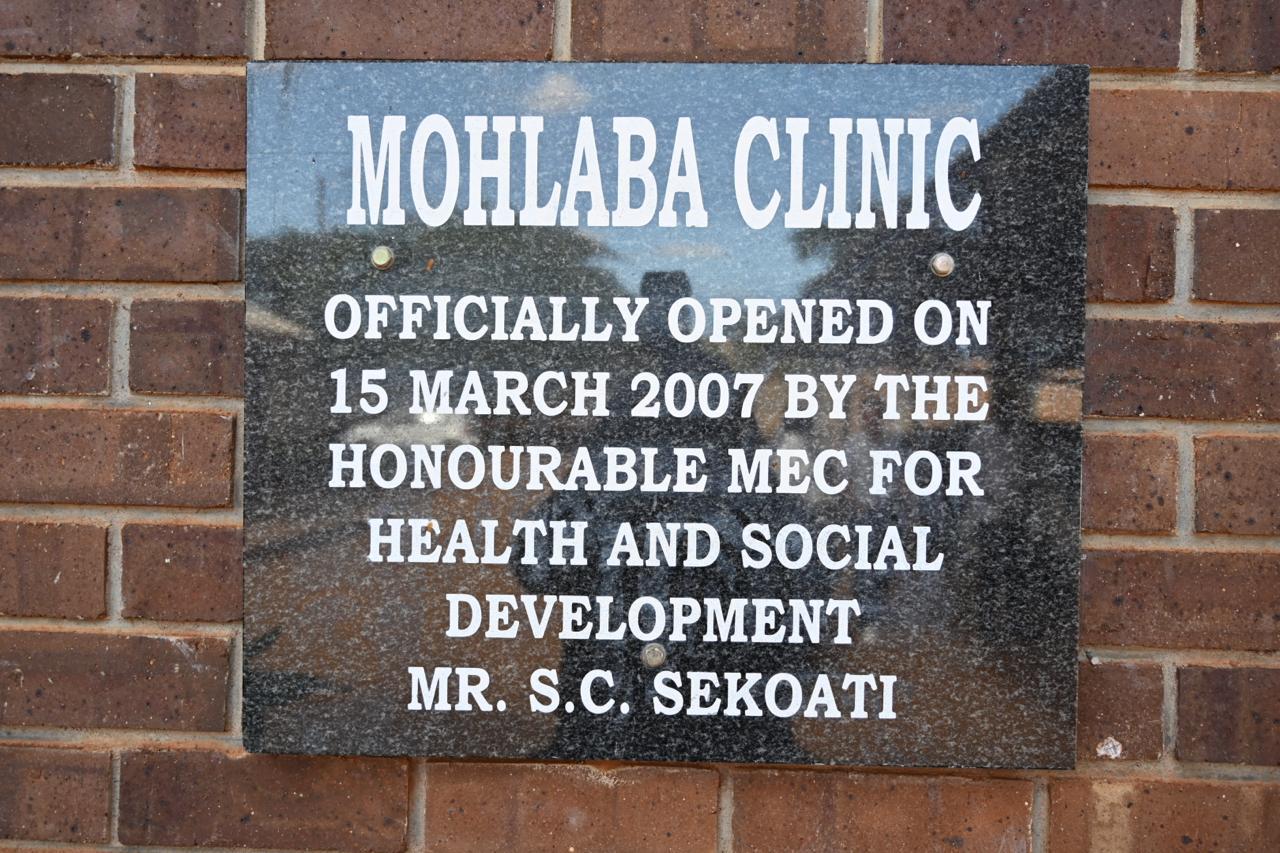 MOHLABA CLINIC
OFFICIALLY OPENED ON
15 MARCH 2007 BY THE
HONOURABLE MEC FOR
HEALTH AND SOCIAL
DEVELOPMENT
MR. S.C. SEKOATI